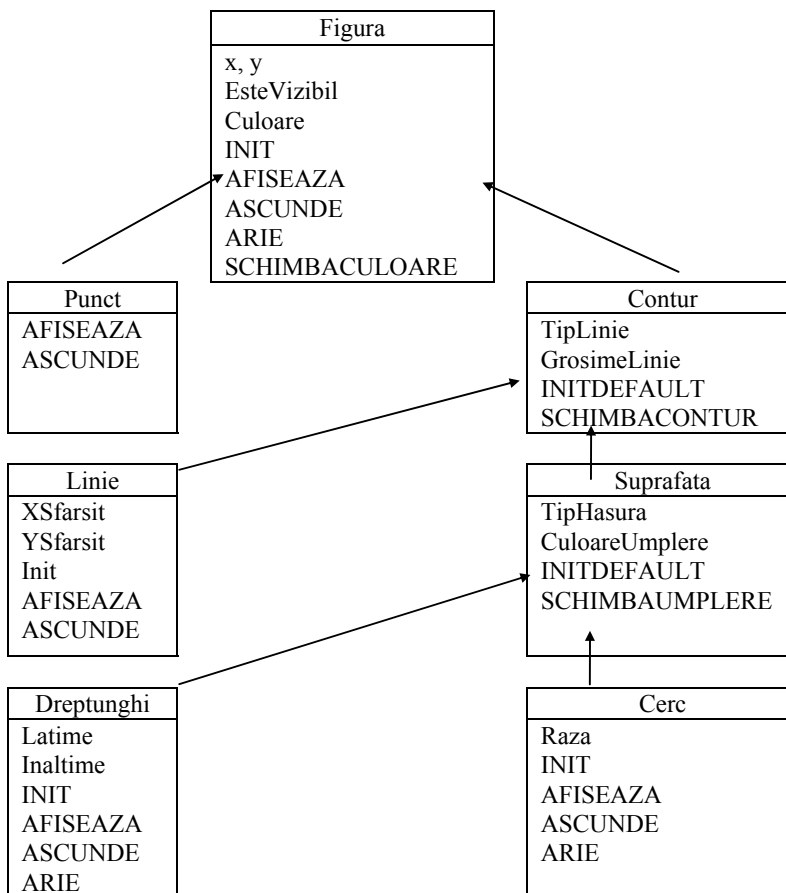 Figura
x, y
EsteVizibil
Culoare
INIT
AFISEAZA
ASCUNDE
ARIE
SCHIMBACULOARE
Punct
AFISEAZA
ASCUNDE
Contur
TipLinie
GrosimeLinie
INITDEFAULT
SCHIMBACONTUR
Linie
XSfarsit
YSfarsit
Init
AFISEAZA
ASCUNDE
Suprafata
TipHasura
CuloareUmplere
INITDEFAULT
SCHIMBAUMPLERE
Dreptunghi
Latime
Inaltime
INIT
AFISEAZA
ASCUNDE
ARIE
Cerc
Raza
INIT
AFISEAZA
ASCUNDE
ARIE